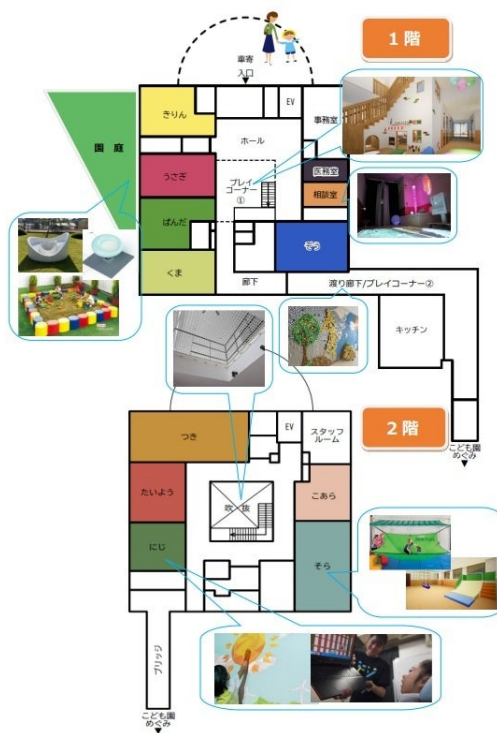 1階
車寄
入口
EV
きりん
事務室
ホール
園庭
うさぎ
医務室
プレイ
コーナー
①
相談室
ぱんだ
ぞう
くま
廊下
渡り廊下/プレイコーナー②
キッチン
こども園
めぐみ
2階
つき
EV
スタッフ
ルーム
たいよう
こあら
吹抜
にじ
そら
ブリッジ
こども園
めぐみ